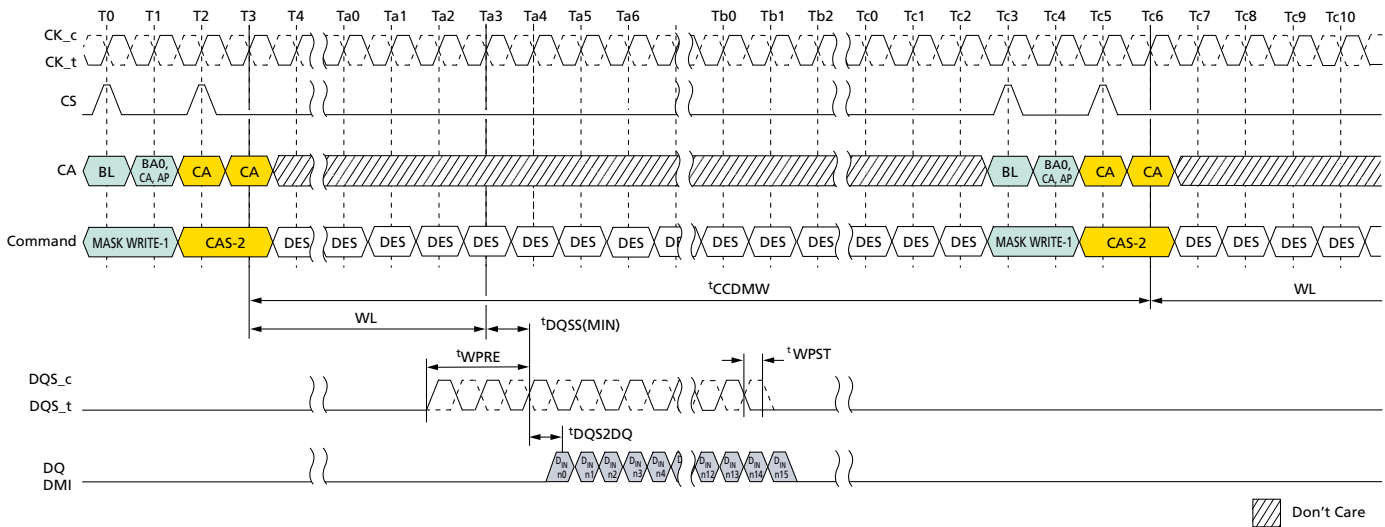 T0 T1 T2 T3 T4 Ta0 Ta1 Ta2 Ta3 Ta4 Ta5 Ta6 Tb0 Tb1 Tb2 Tc0 Tc1 Tc2 Tc3 Tc4 Tc5 Tc6 Tc7 Tc8 Tc9 Tc10
CK_c
CK_t
CS
CA BL BA0, CA, AP CA CA BL BA0, CA, AP CA CA
Command MASK WRITE-1 CAS-2 DES DES DES DES DES DES DES DES DES DES DES DES DES DES MASK WRITE-1 CAS-2 DES DES DES DES
tCCDMW WL
WL tDQSS(MIN)
tWPRE tWPST
DQS_c
DQS_t
tDQS2DQ
DQ
DMI
DIN n0 DIN n1 DIN n2 DIN n3 DIN n4 DIN n12 DIN n13 DIN n14 DIN n15
Don't Care